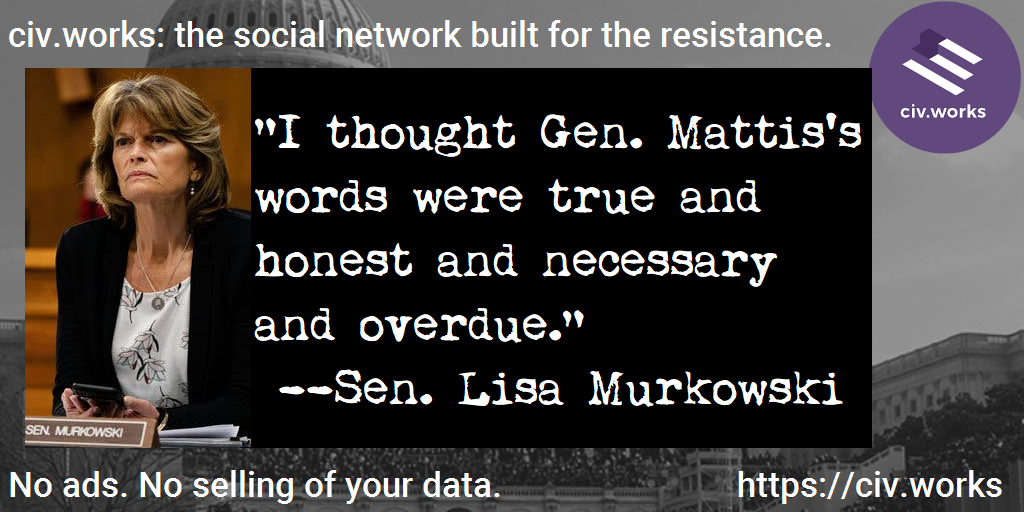 civ.works: the social network built for the resistance.
civ.works
"I thought Gen. Mattis's
words were true and
honest and necessary
and overdue."
--Sen. Lisa Murkowski
SEN. MURKOWSKI
No ads. No selling of your data.
https://civ.works